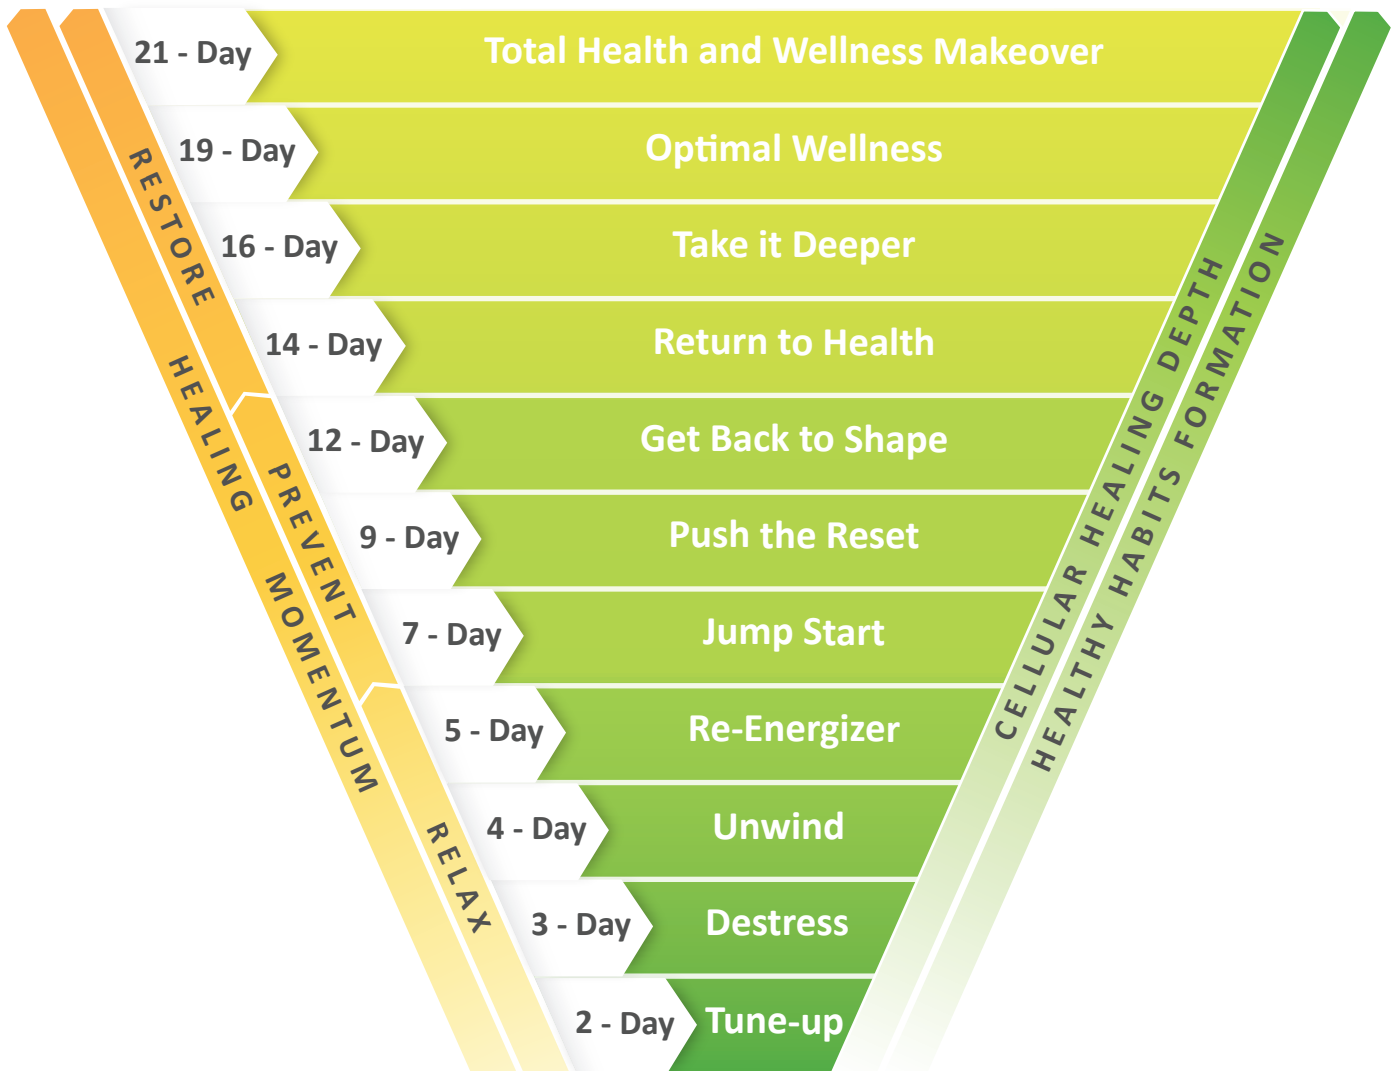 21 - Day Total Health and Wellness Makeover
19 - Day Optimal Wellness
16 - Day Take it Deeper
14 - Day Return to Health
12 - Day Get Back to Shape
9 - Day Push the Reset
7 - Day Jump Start
5 - Day Re-Energizer
4 - Day Unwind
3 - Day Destress
2 - Day Tune-up
RESTORE
PREVENT
RELAX
HEALING MOMENTUM
CELLULAR HEALING DEPTH
HEALTHY HABITS FORMATION